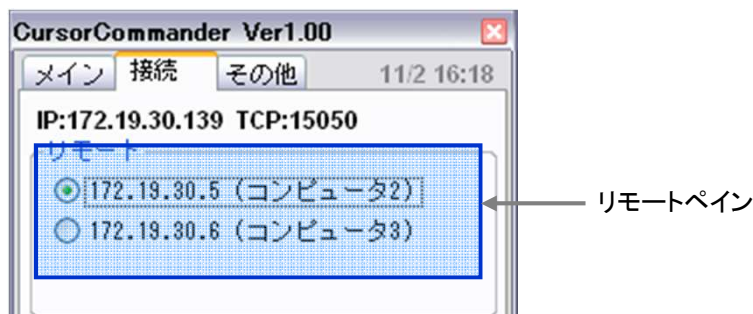 CursorCommander Ver1.00
メイン 接続 その他 11/2 16:18
IP:172.19.30.139 TCP:15050
リモート
172.19.30.5 (コンピュータ2)
172.19.30.6 (コンピュータ3)
リモートペイン